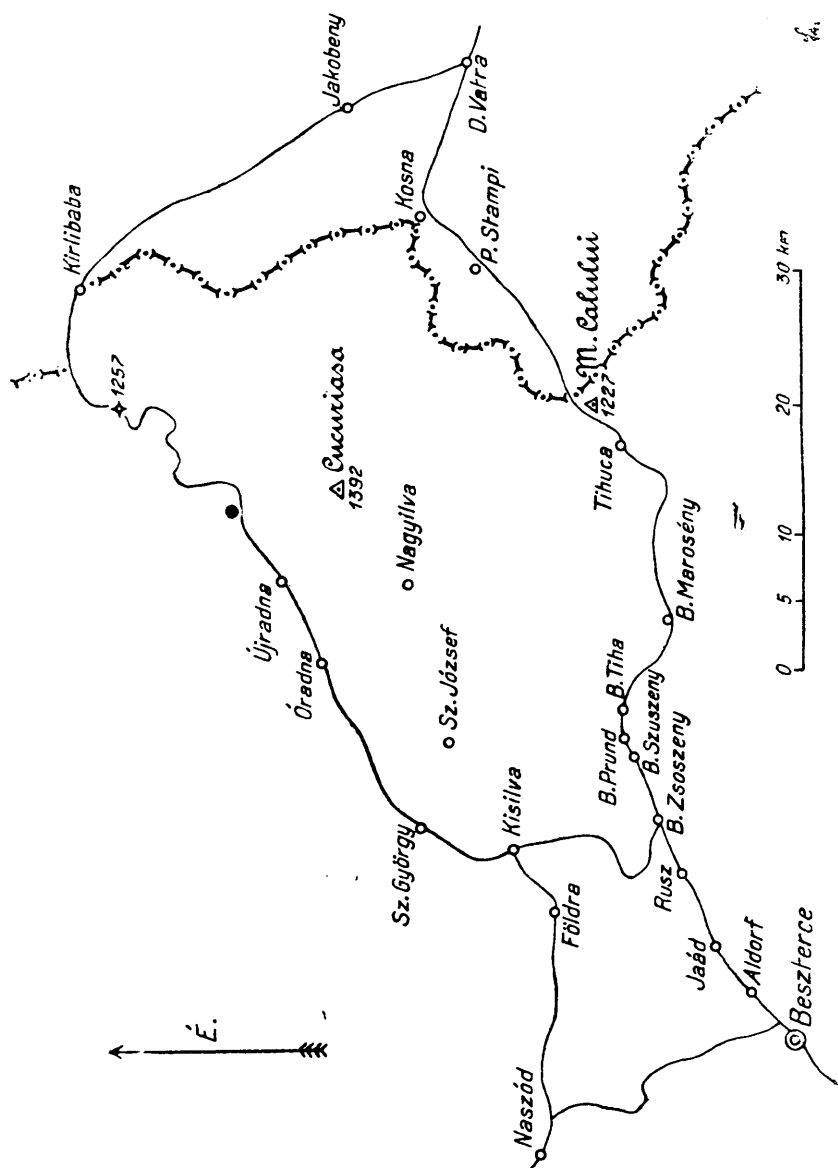 É.
Kirlibaba
Jakobeny
D. Vatra
Kosna
P. Stampi
1257
Cucuriasa
1392
M. Calului
1227
Tihuca
Nagyilva
Újradna
Óradna
Sz. József
Sz. György
Kisilva
Földra
Naszód
B. Marosény
B. Tiha
B. Prund
B. Szuszeny
B. Zsoszeny
Rusz
Jaád
Aldorf
Beszterce
0 5 10 20 30 km